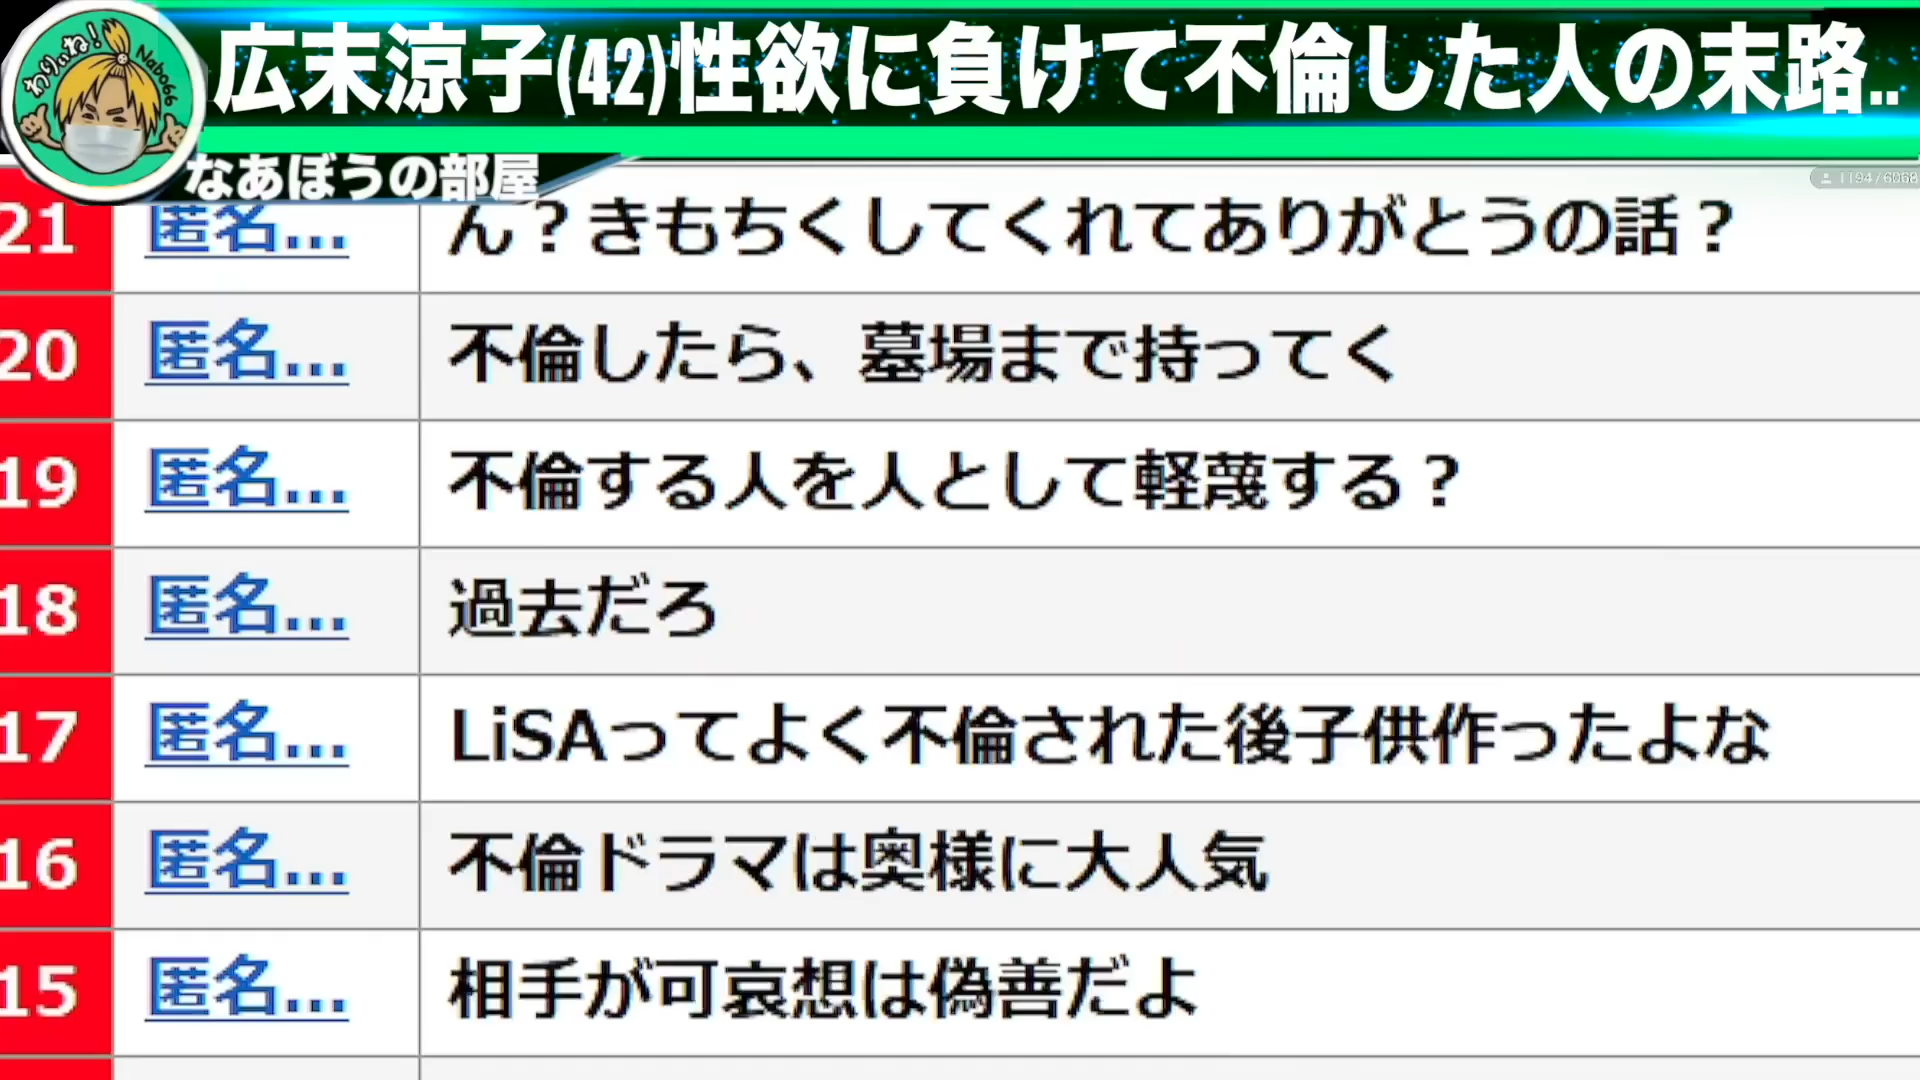 広末涼子(42)性欲に負けて不倫した人の末路..
わりぃね!
Nabo66
なあぼうの部屋
1194/6068
21 匿名... ん？きもちくしてくれてありがとうの話？
20 匿名... 不倫したら、墓場まで持ってく
19 匿名... 不倫する人を人として軽蔑する？
18 匿名... 過去だろ
17 匿名... LiSAってよく不倫された後子供作ったよな
16 匿名... 不倫ドラマは奥様に大人気
15 匿名... 相手が可哀想は偽善だよ